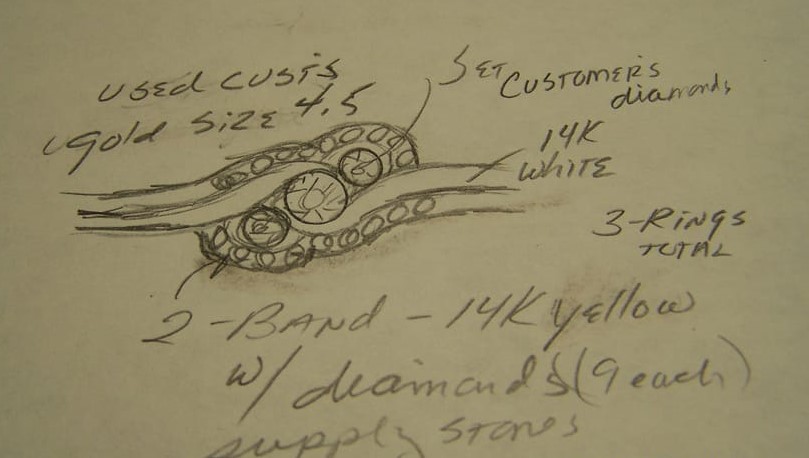 used custs
gold size 4.5
Set
Customer's
diamonds
14K
White
3-Rings
Total
2-Band-14K yellow
w/ diamonds (9 each)
supply stones